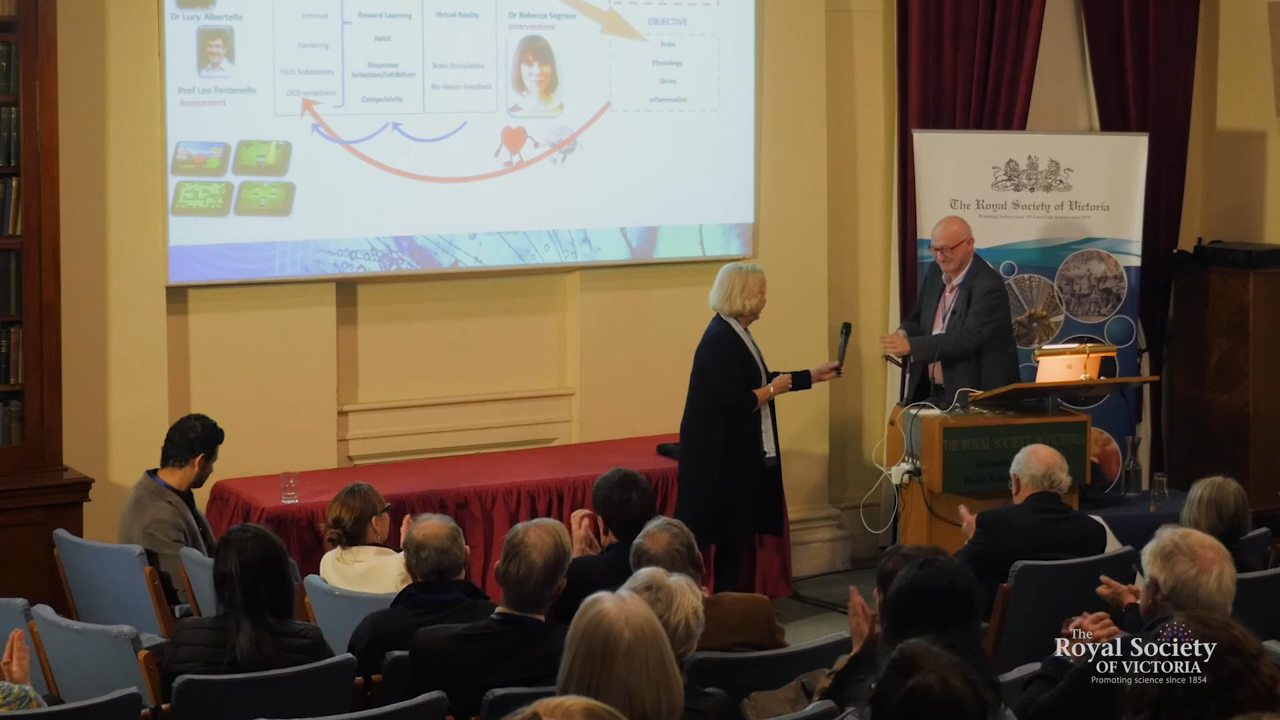 Dr Lucy Albertella
Prof Leo Fontenelle
Assessment
Internet
Gambling
Illicit Substances
OCD symptoms
Reward Learning
Habit
Response
Selection/Inhibition
Compulsivity
Virtual Reality
Brain Stimulation
Bio-Neuro Feedback
Dr Rebecca Segrave
Interventions
OBJECTIVE
Brain
Physiology
Genes
Inflammation
The Royal Society of Victoria
THE ROYAL SOCIETY OF VICTORIA
The
Royal Society
OF VICTORIA
Promoting science since 1854